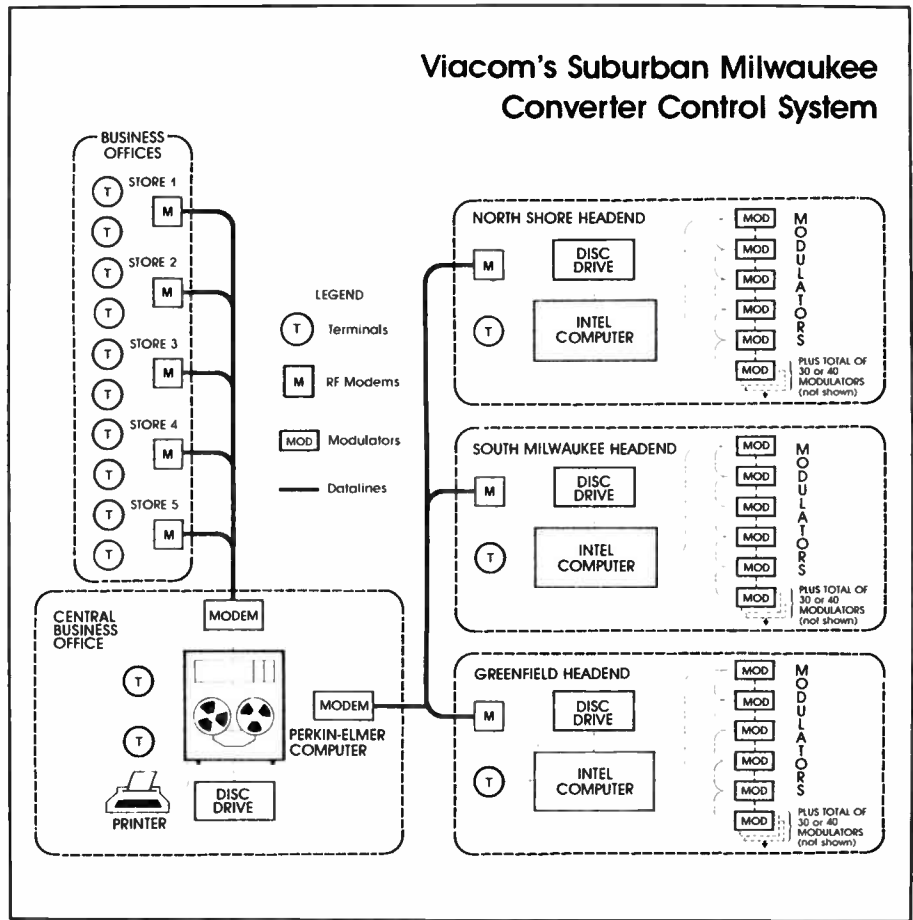 Viacom's Suburban Milwaukee
Converter Control System
BUSINESS
OFFICES
T
STORE 1
M
T
T
STORE 2
M
T
T
STORE 3
M
T
T
STORE 4
M
T
T
STORE 5
M
T
LEGEND
T
Terminals
M
RF Modems
MOD
Modulators
Datalines
CENTRAL
BUSINESS
OFFICE
MODEM
T
T
MODEM
PERKIN-ELMER
COMPUTER
PRINTER
DISC
DRIVE
NORTH SHORE HEADEND
M
DISC
DRIVE
T
INTEL
COMPUTER
MOD
MOD
MOD
MOD
MOD
MOD
MODULATORS
PLUS TOTAL OF
30 or 40
MODULATORS
(not shown)
SOUTH MILWAUKEE HEADEND
M
DISC
DRIVE
T
INTEL
COMPUTER
MOD
MOD
MOD
MOD
MOD
MOD
MODULATORS
PLUS TOTAL OF
30 or 40
MODULATORS
(not shown)
GREENFIELD HEADEND
M
DISC
DRIVE
T
INTEL
COMPUTER
MOD
MOD
MOD
MOD
MOD
MOD
MODULATORS
PLUS TOTAL OF
30 or 40
MODULATORS
(not shown)